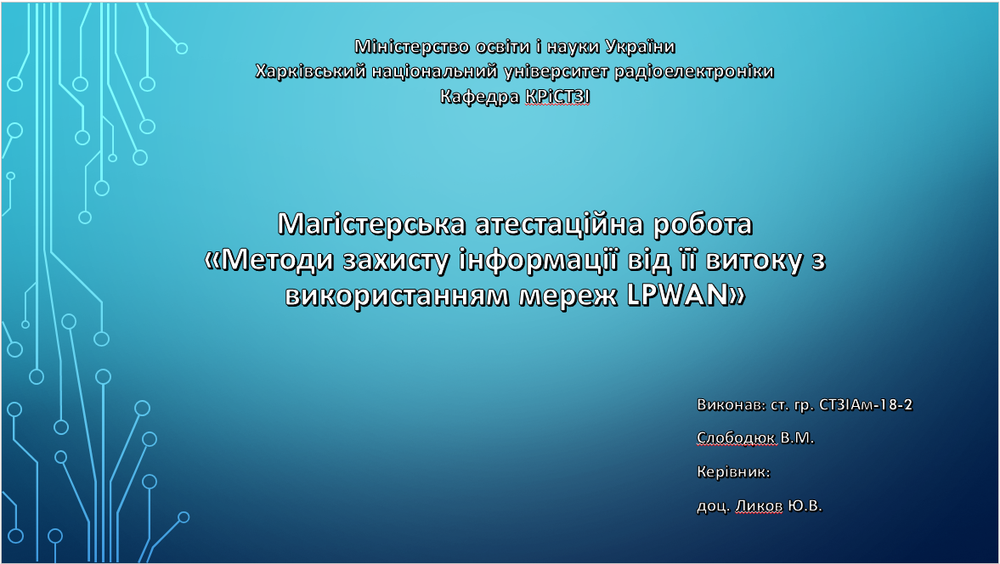 Міністерство освіти і науки України
Харківський національний університет радіоелектроніки
Кафедра КРіСТЗІ
Магістерська атестаційна робота
«Методи захисту інформації від її витоку з
використанням мереж LPWAN»
Виконав: ст. гр. СТЗІАм-18-2
Слободюк В.М.
Керівник:
доц. Ликов Ю.В.